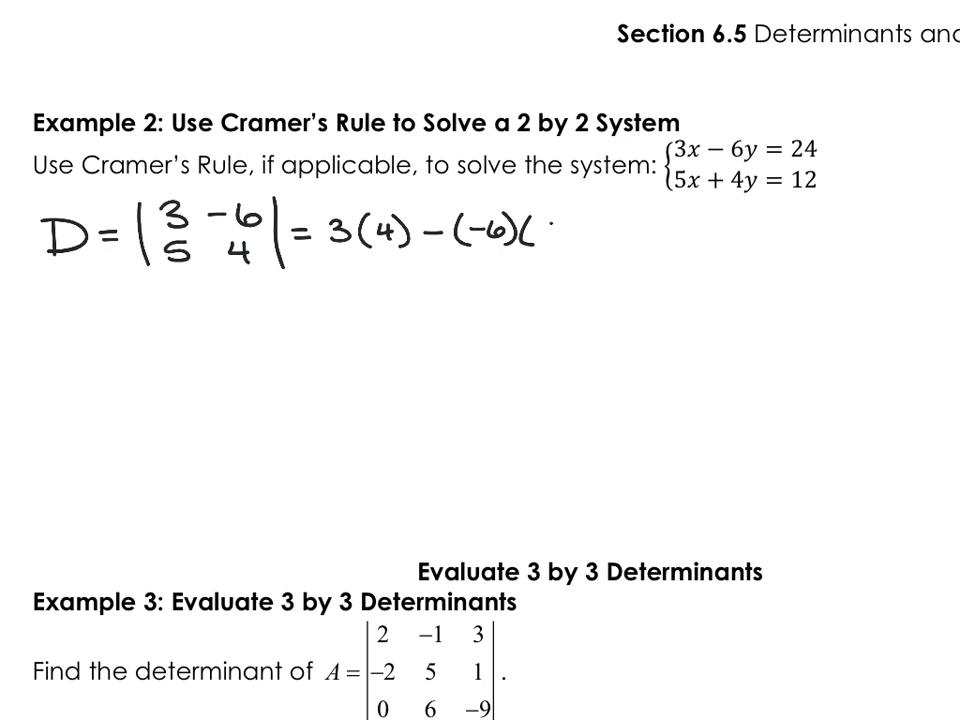 Section 6.5 Determinants and
Example 2: Use Cramer's Rule to Solve a 2 by 2 System
Use Cramer's Rule, if applicable, to solve the system: {3x − 6y = 24
5x + 4y = 12
D = | 3 -6 | = 3(4) - (-6)(
5 4
Evaluate 3 by 3 Determinants
Example 3: Evaluate 3 by 3 Determinants
2 −1 3
Find the determinant of A = −2 5 1 .
0 6 −9